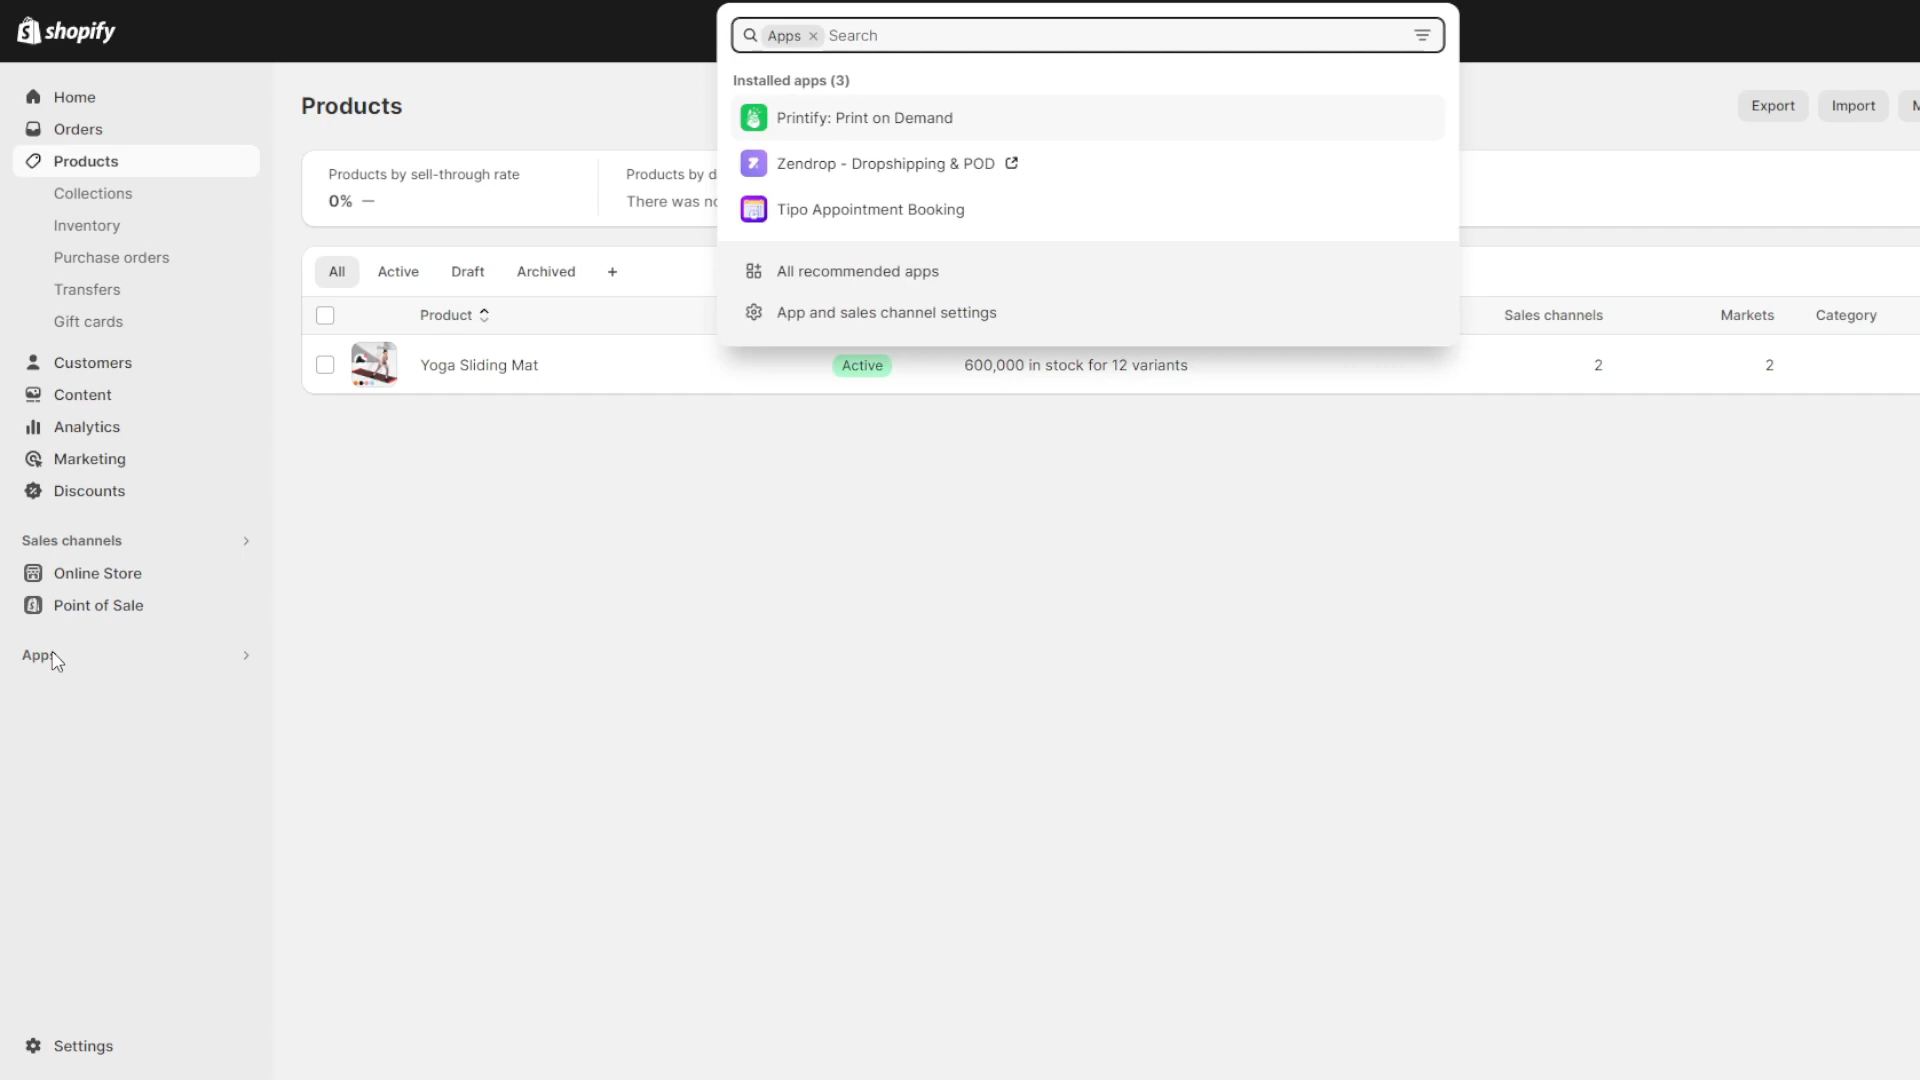 shopify
Apps
Search
Installed apps (3)
Printify: Print on Demand
Zendrop - Dropshipping & POD
Tipo Appointment Booking
All recommended apps
App and sales channel settings
Home
Orders
Products
Collections
Inventory
Purchase orders
Transfers
Gift cards
Customers
Content
Analytics
Marketing
Discounts
Sales channels
Online Store
Point of Sale
Settings
Products
Export Import
Products by sell-through rate
0% —
Products by d
There was no
All Active Draft Archived +
Product Sales channels Markets Category
Yoga Sliding Mat Active 600,000 in stock for 12 variants 2 2